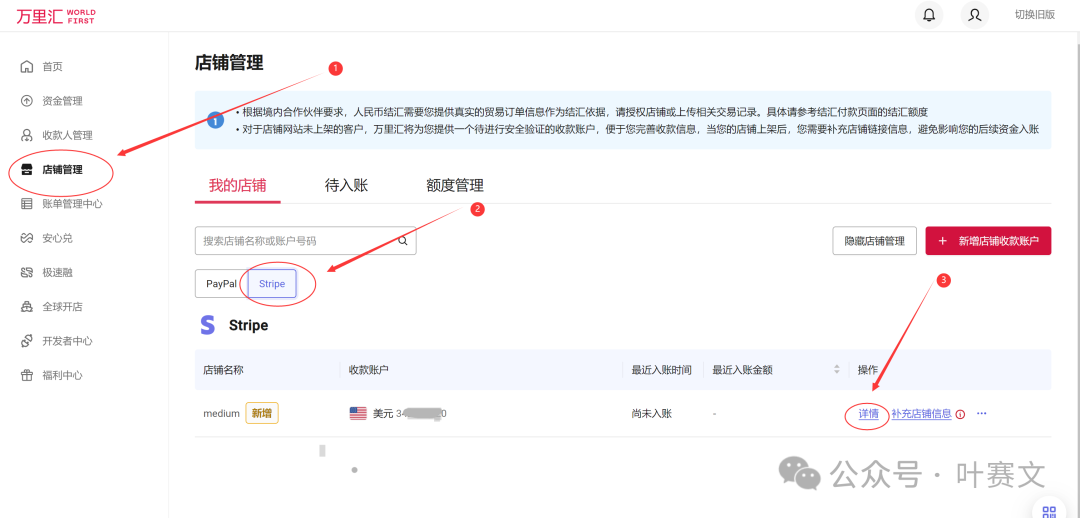 万里汇 WORLD FIRST
切换旧版
首页
资金管理
收款人管理
店铺管理
账单管理中心
安心兑
极速融
全球开店
开发者中心
福利中心
店铺管理
1
• 根据境内合作伙伴要求，人民币结汇需要您提供真实的贸易订单信息作为结汇依据，请授权店铺或上传相关交易记录。具体请参考结汇付款页面的结汇额度
• 对于店铺网站未上架的客户，万里汇将为您提供一个待进行安全验证的收款账户，便于您完善收款信息，当您的店铺上架后，您需要补充店铺链接信息，避免影响您的后续资金入账
我的店铺 待入账 额度管理
2
搜索店铺名称或账户号码
隐藏店铺管理
+ 新增店铺收款账户
PayPal Stripe
3
S Stripe
店铺名称 收款账户 最近入账时间 最近入账金额 操作
medium 新增 美元 34 0 尚未入账 - 详情 补充店铺信息 ···
公众号 · 叶赛文